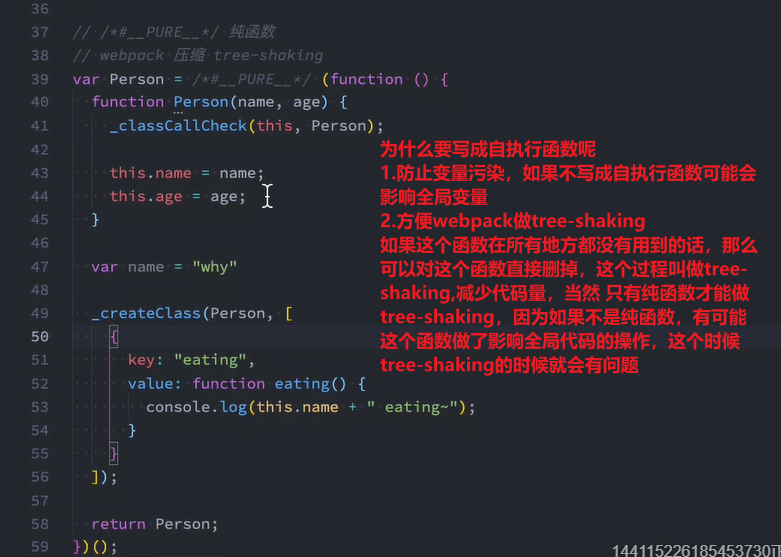 36
37 // /*#__PURE__*/ 纯函数
38 // webpack 压缩 tree-shaking
39 var Person = /*#__PURE__*/ (function () {
40 function Person(name, age) {
41 _classCallCheck(this, Person);
42
43 this.name = name;
44 this.age = age;
45 }
46
47 var name = "why"
48
49 _createClass(Person, [
50 {
51 key: "eating",
52 value: function eating() {
53 console.log(this.name + " eating~");
54 }
55 }
56 ]);
57
58 return Person;
59 })();
为什么要写成自执行函数呢
1.防止变量污染，如果不写成自执行函数可能会
影响全局变量
2.方便webpack做tree-shaking
如果这个函数在所有地方都没有用到的话，那么
可以对这个函数直接删掉，这个过程叫做tree-
shaking,减少代码量，当然 只有纯函数才能做
tree-shaking，因为如果不是纯函数，有可能
这个函数做了影响全局代码的操作，这个时候
tree-shaking的时候就会有问题